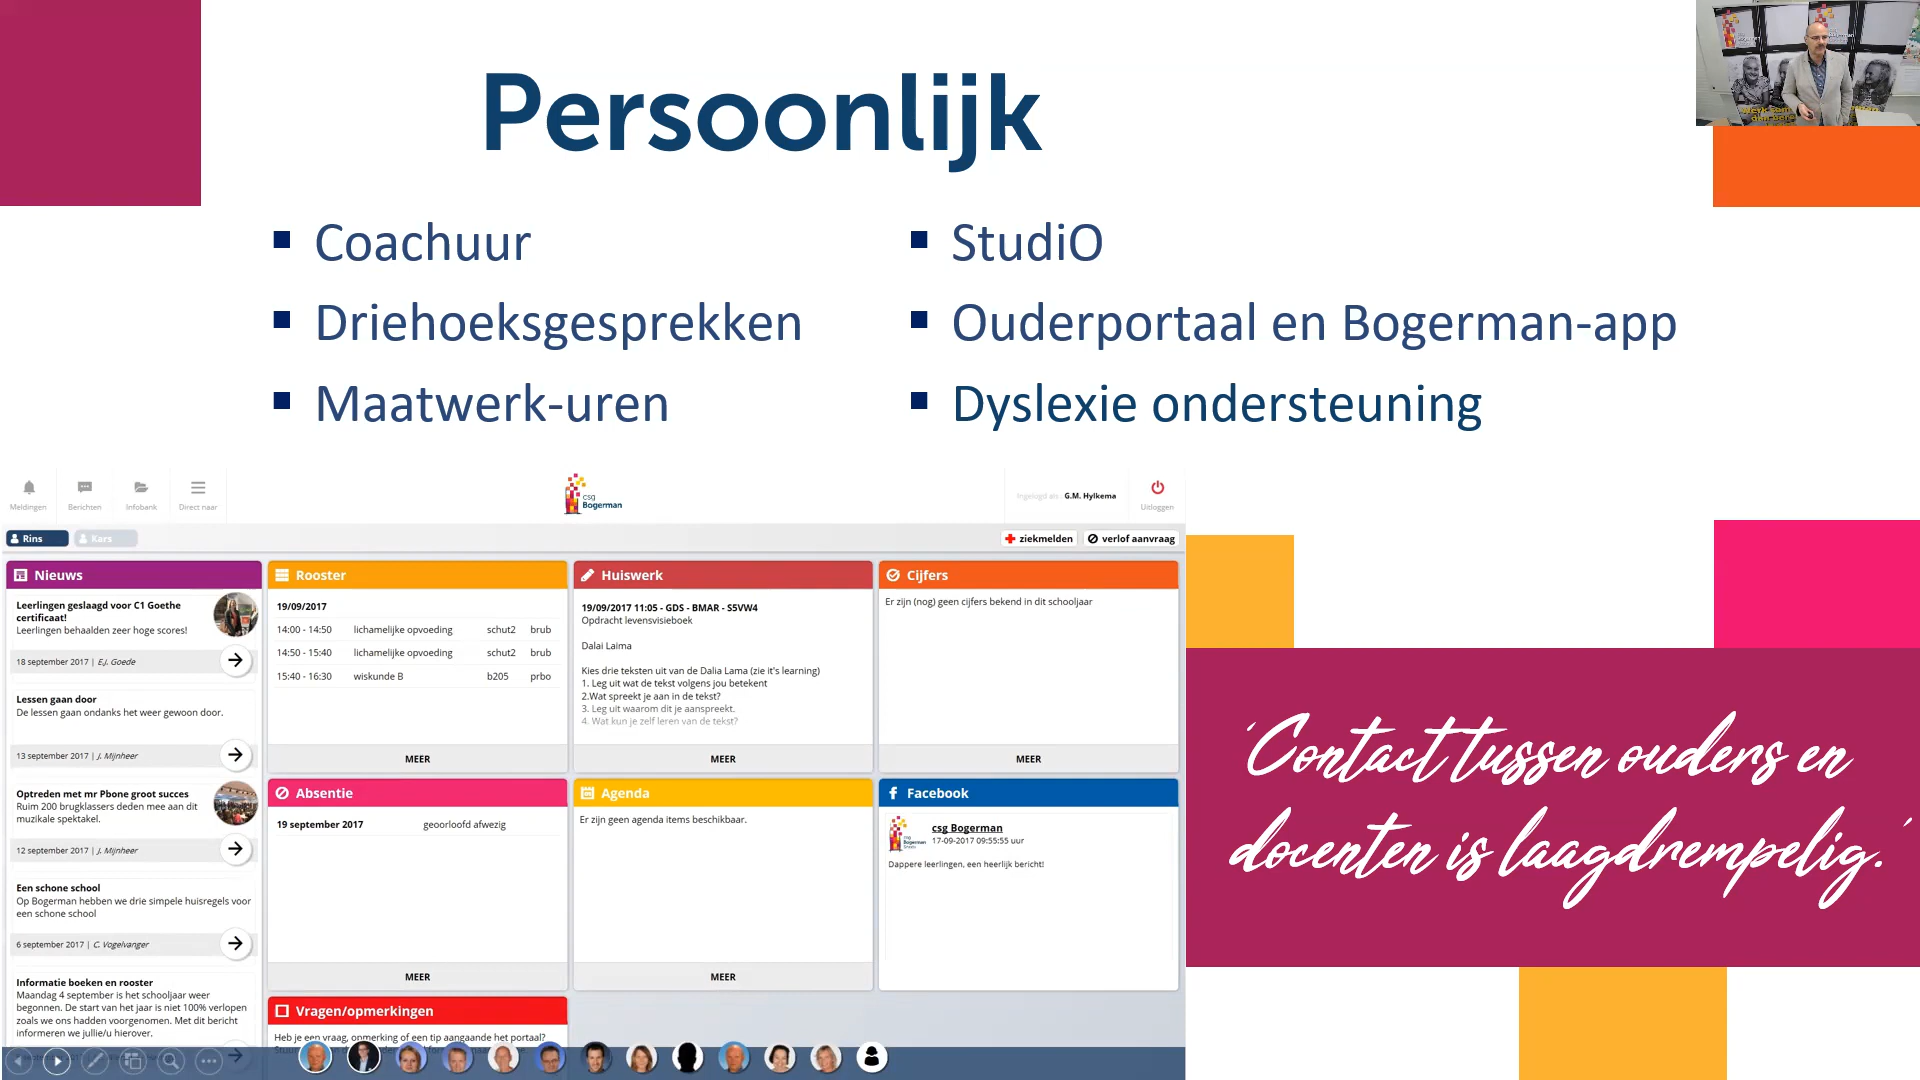 Persoonlijk
Coachuur
Driehoeksgesprekken
Maatwerk-uren
StudiO
Ouderportaal en Bogerman-app
Dyslexie ondersteuning
Meldingen
Berichten
Infobank
Direct naar
csg
Bogerman
Ingelogd als: G.M. Hylkema
Uitloggen
Rins
Kars
ziekmelden
verlof aanvraag
Nieuws
Leerlingen geslaagd voor C1 Goethe
certificaat!
Leerlingen behaalden zeer hoge scores!
18 september 2017 | E.J. Goede
Lessen gaan door
De lessen gaan ondanks het weer gewoon door.
13 september 2017 | J. Mijnheer
Optreden met mr Pbone groot succes
Ruim 200 brugklassers deden mee aan dit
muzikale spektakel.
12 september 2017 | J. Mijnheer
Een schone school
Op Bogerman hebben we drie simpele huisregels voor
een schone school
6 september 2017 | C. Vogelvanger
Informatie boeken en rooster
Maandag 4 september is het schooljaar weer
begonnen. De start van het jaar is niet 100% verlopen
zoals we ons hadden voorgenomen. Met dit bericht
informeren we jullie/u hierover.
Rooster
19/09/2017
14:00 - 14:50 lichamelijke opvoeding schut2 brub
14:50 - 15:40 lichamelijke opvoeding schut2 brub
15:40 - 16:30 wiskunde B b205 prbo
MEER
Huiswerk
19/09/2017 11:05 - GDS - BMAR - S5VW4
Opdracht levensvisieboek
Dalai Laima
Kies drie teksten uit van de Dalia Lama (zie it's learning)
1. Leg uit wat de tekst volgens jou betekent
2.Wat spreekt je aan in de tekst?
3. Leg uit waarom dit je aanspreekt.
4. Wat kun je zelf leren van de tekst?
MEER
Cijfers
Er zijn (nog) geen cijfers bekend in dit schooljaar
MEER
Absentie
19 september 2017 geoorloofd afwezig
MEER
Agenda
Er zijn geen agenda items beschikbaar.
MEER
Facebook
csg Bogerman
17-09-2017 09:55:55 uur
Dappere leerlingen, een heerlijk bericht!
Vragen/opmerkingen
Heb je een vraag, opmerking of een tip aangaande het portaal?
'Contact tussen ouders en
docenten is laagdrempelig.'